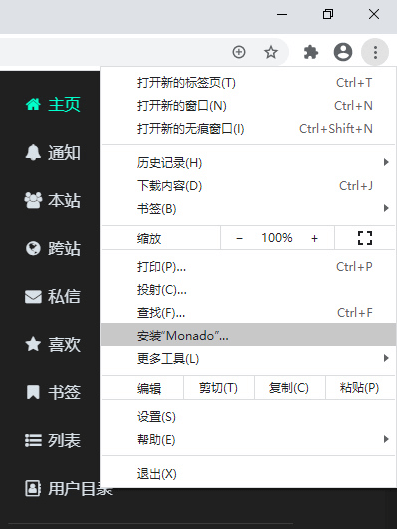 主页
通知
本站
跨站
私信
喜欢
书签
列表
用户目录
打开新的标签页(T) Ctrl+T
打开新的窗口(N) Ctrl+N
打开新的无痕窗口(I) Ctrl+Shift+N
历史记录(H)
下载内容(D) Ctrl+J
书签(B)
缩放 − 100% +
打印(P)... Ctrl+P
投射(C)...
查找(F)... Ctrl+F
安装“Monado”...
更多工具(L)
编辑 剪切(T) 复制(C) 粘贴(P)
设置(S)
帮助(E)
退出(X)